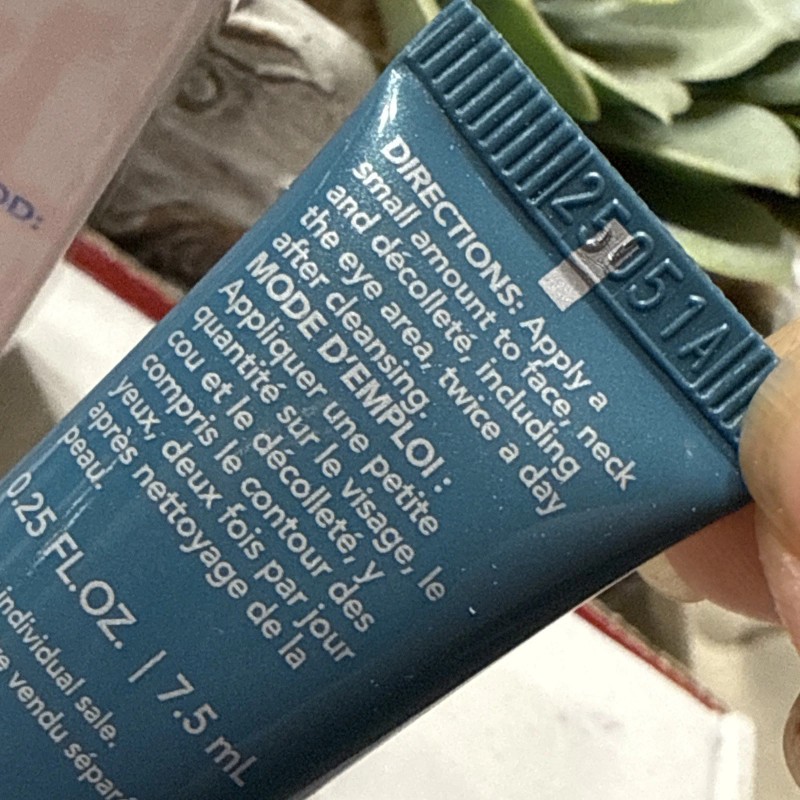 OD:
25051A
DIRECTIONS: Apply a
small amount to face, neck
and décolleté, including
the eye area, twice a day
after cleansing.
MODE D'EMPLOI :
Appliquer une petite
quantité sur le visage, le
cou et le décolleté, y
compris le contour des
yeux, deux fois par jour
après nettoyage de la
peau.
0.25 FL.OZ. | 7.5 mL
individual sale.
vendu